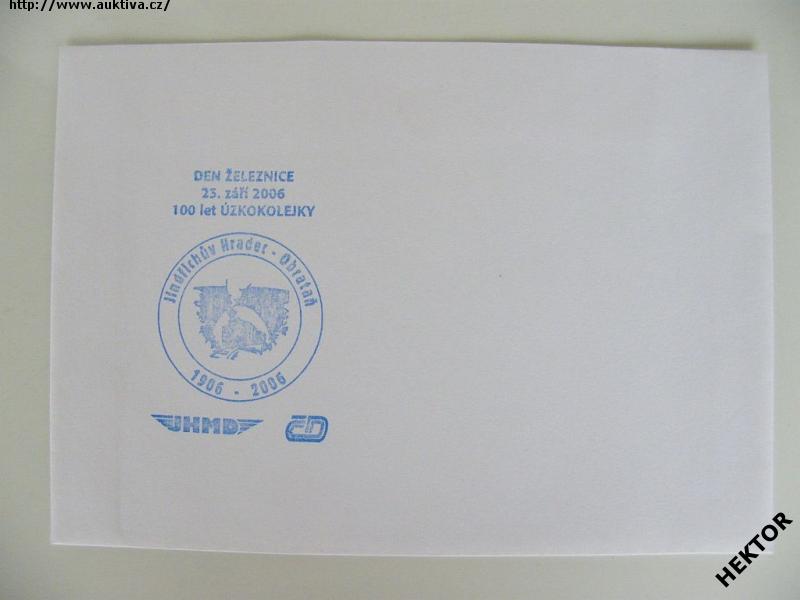 http://www.auktiva.cz/
DEN ŽELEZNICE
23. září 2006
100 let ÚZKOKOLEJKY
Jindřichův Hradec - Obrataň
1906 - 2006
JHMD
ČD
HEKTOR